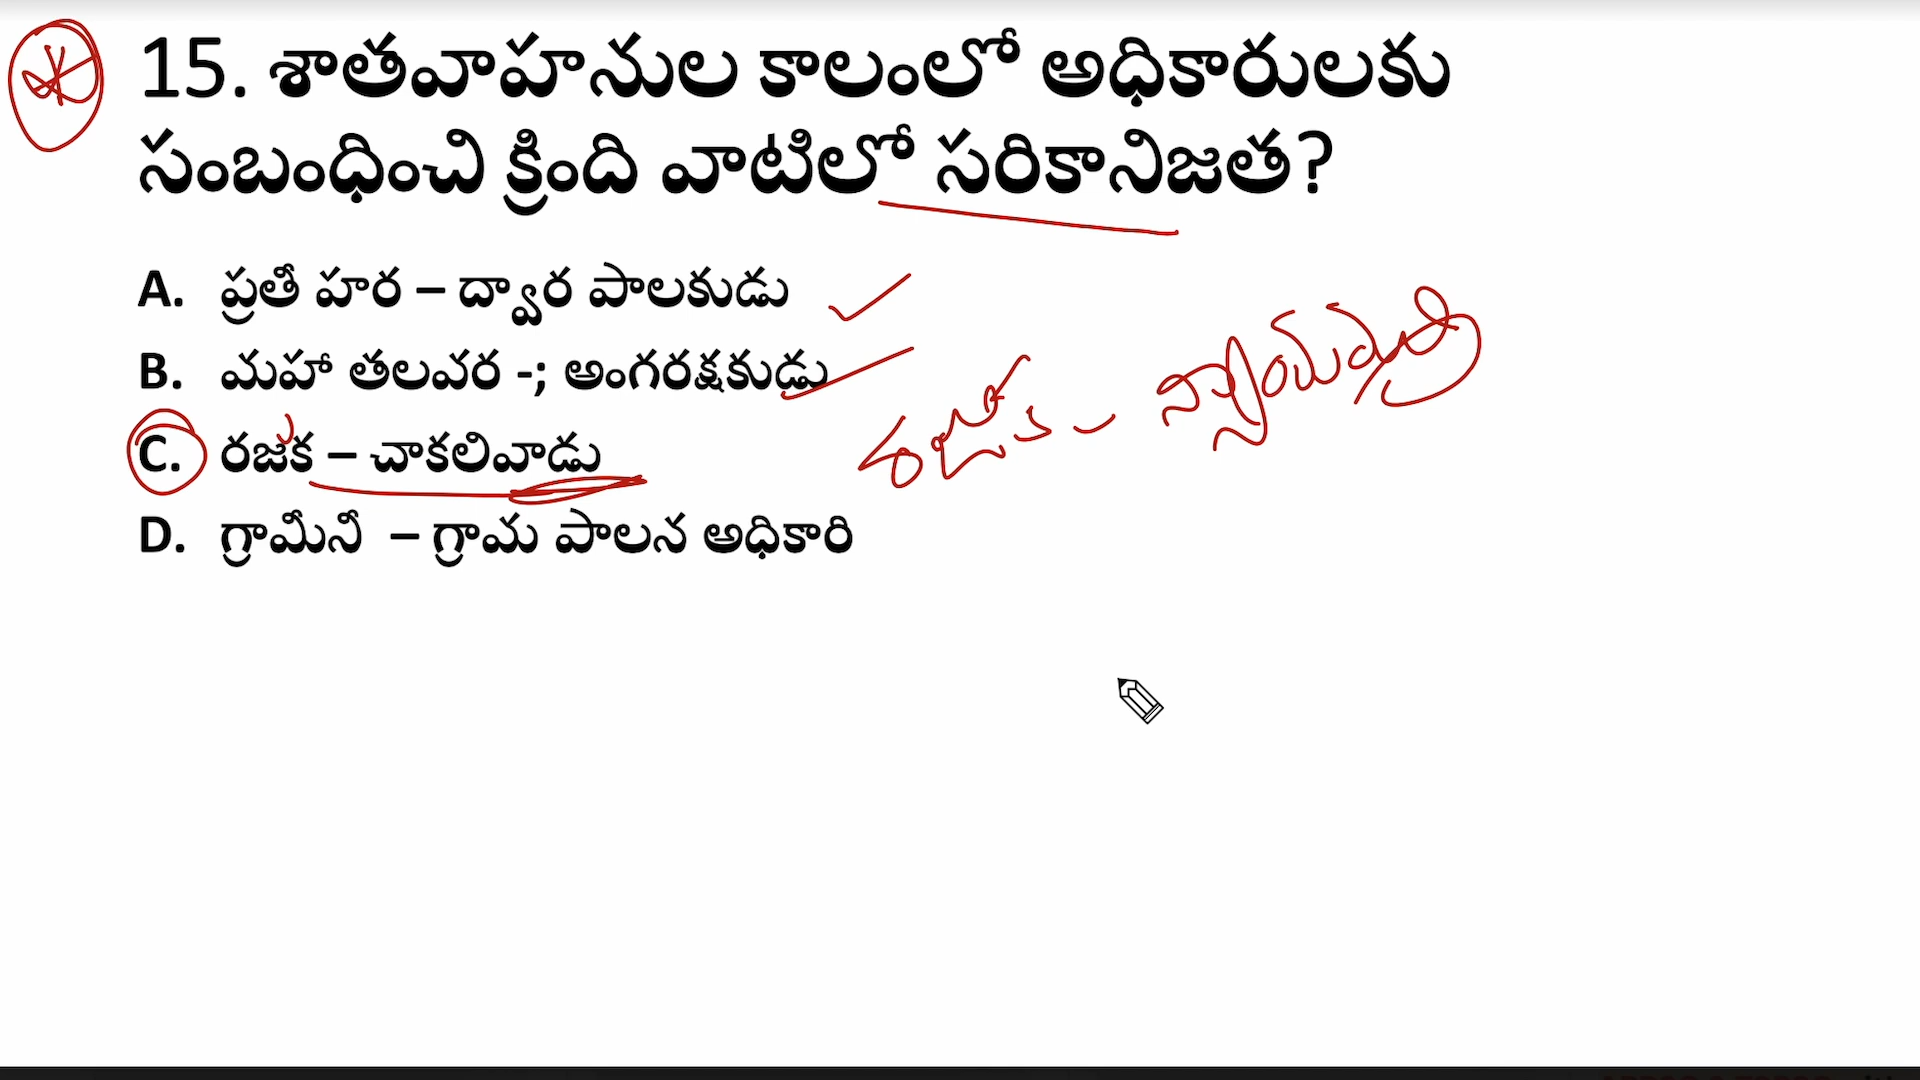 15. శాతవాహనుల కాలంలో అధికారులకు
సంబంధించి క్రింది వాటిలో సరికానిజత?
A. ప్రతీ హర – ద్వార పాలకుడు
B. మహా తలవర -; అంగరక్షకుడు
C. రజక – చాకలివాడు
D. గ్రామీనీ – గ్రామ పాలన అధికారి